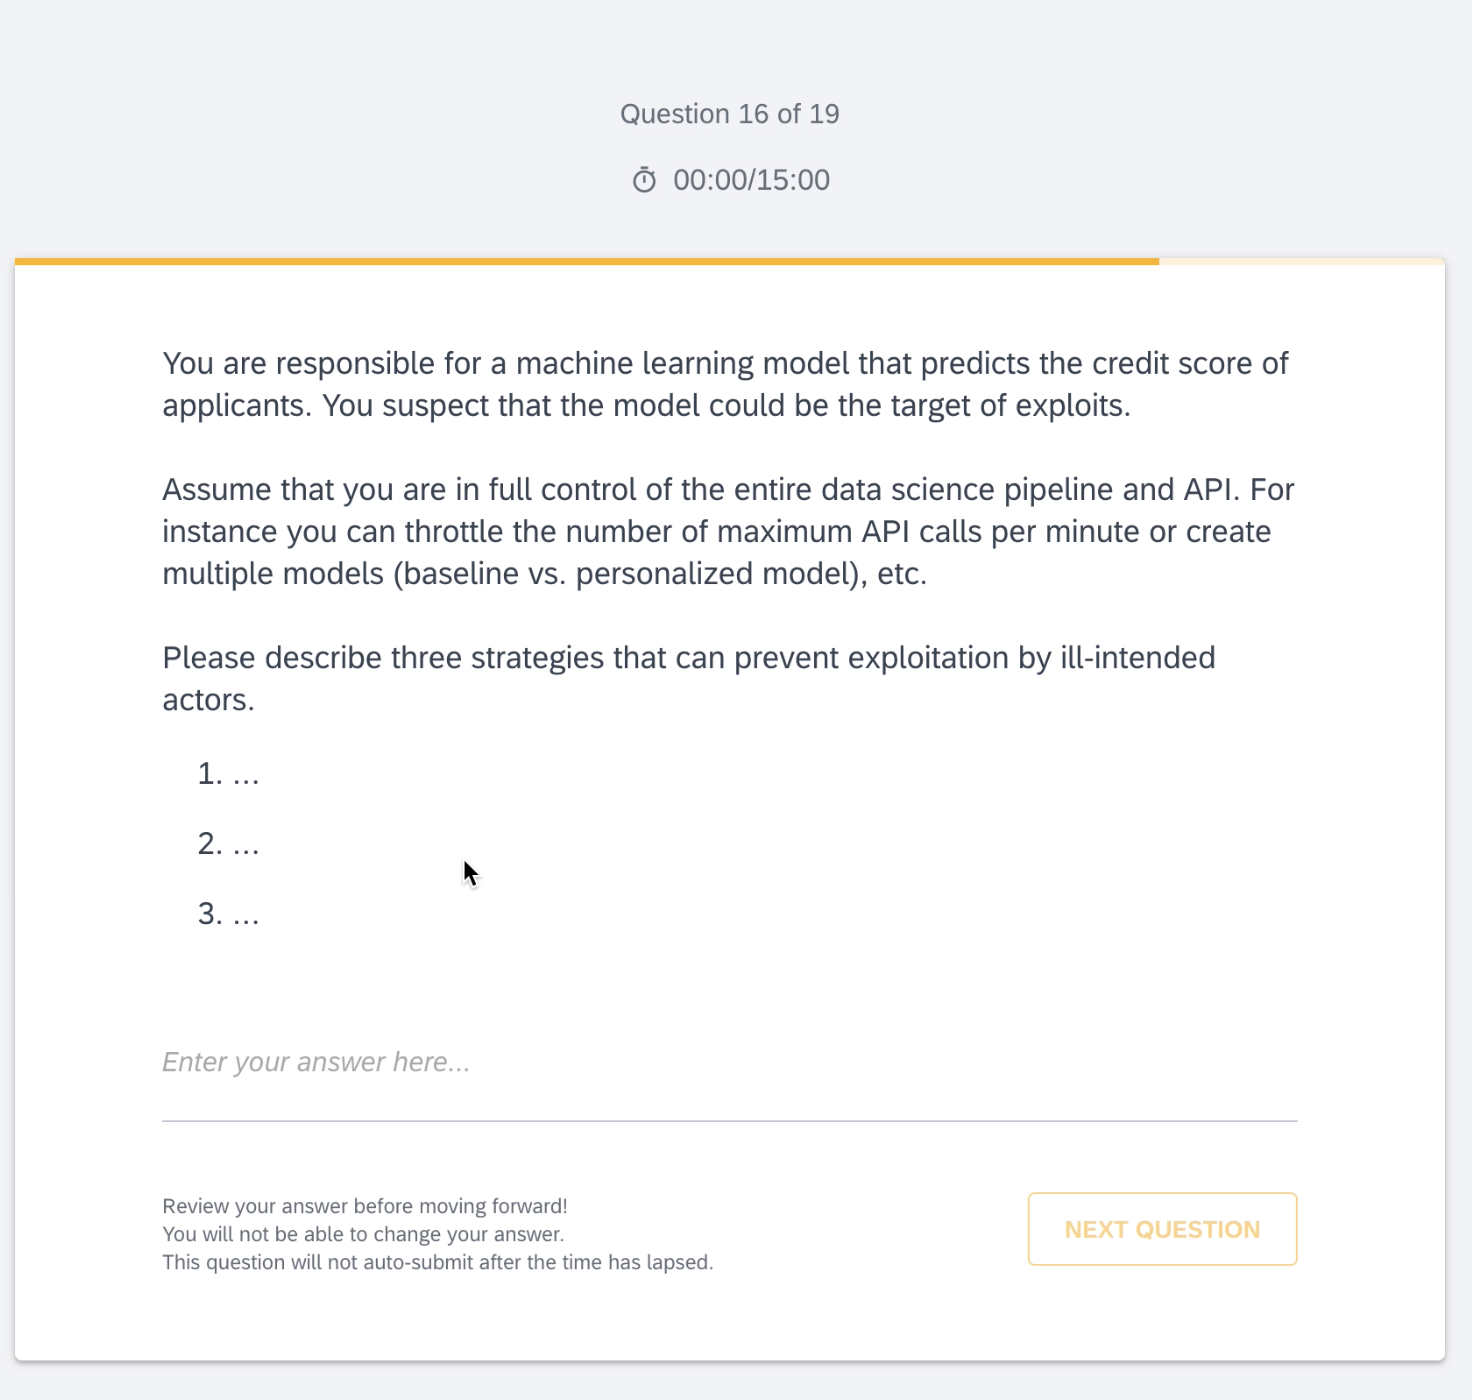 Question 16 of 19
00:00/15:00
You are responsible for a machine learning model that predicts the credit score of
applicants. You suspect that the model could be the target of exploits.
Assume that you are in full control of the entire data science pipeline and API. For
instance you can throttle the number of maximum API calls per minute or create
multiple models (baseline vs. personalized model), etc.
Please describe three strategies that can prevent exploitation by ill-intended
actors.
1. ...
2. ...
3. ...
Enter your answer here...
Review your answer before moving forward!
You will not be able to change your answer.
This question will not auto-submit after the time has lapsed.
NEXT QUESTION